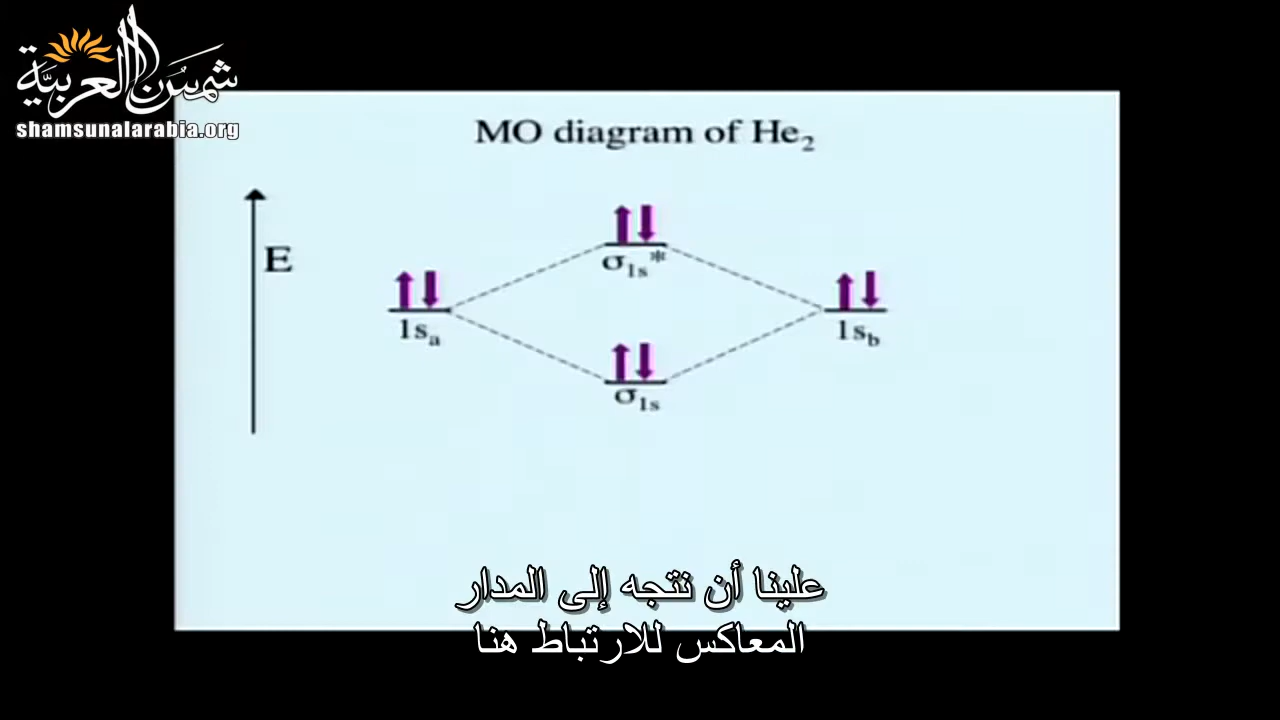 شمس العربية
shamsunalarabia.org
MO diagram of He₂
E
σ₁ₛ*
1sₐ 1s_b
σ₁ₛ
علينا أن نتجه إلى المدار
المعاكس للارتباط هنا